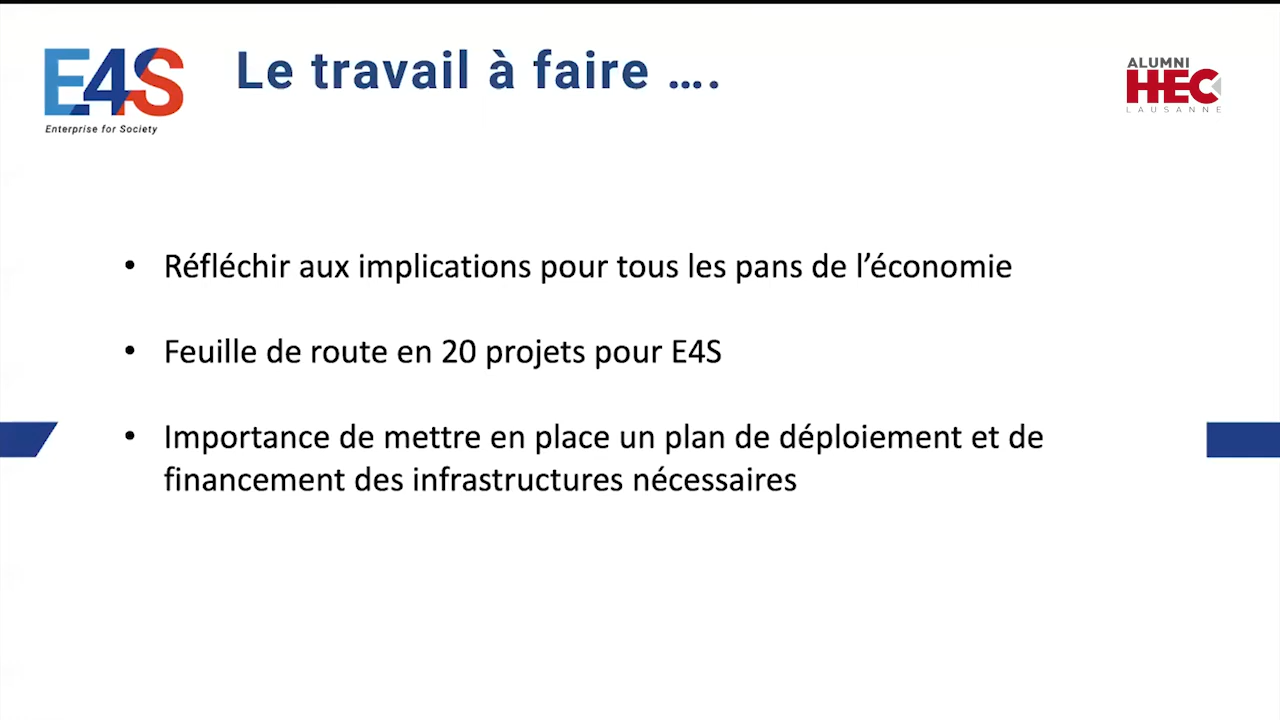 E4S
Enterprise for Society
Le travail à faire ….
ALUMNI
HEC
LAUSANNE
• Réfléchir aux implications pour tous les pans de l’économie
• Feuille de route en 20 projets pour E4S
• Importance de mettre en place un plan de déploiement et de
financement des infrastructures nécessaires